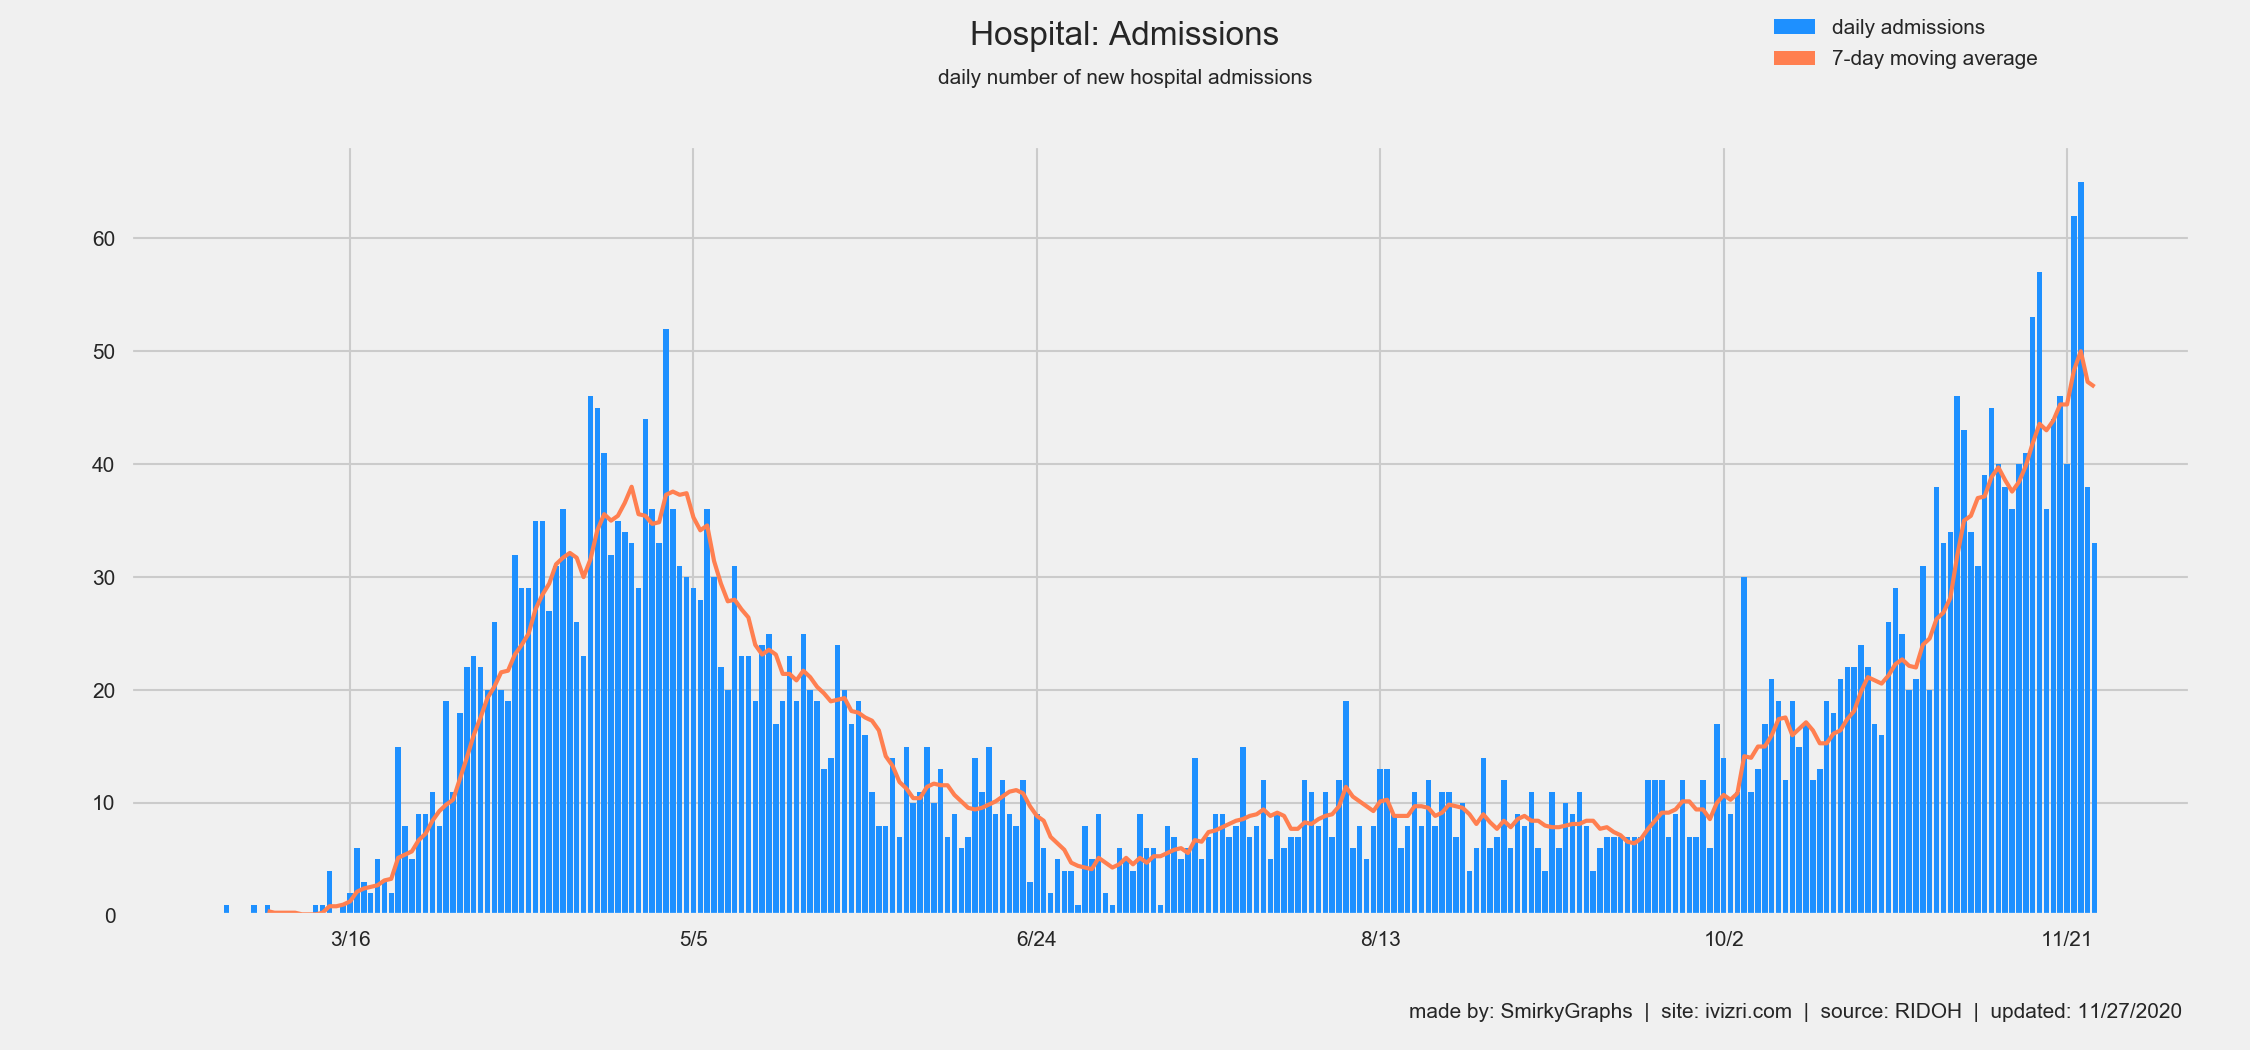 Hospital: Admissions
daily number of new hospital admissions
daily admissions
7-day moving average
60
50
40
30
20
10
0
3/16 5/5 6/24 8/13 10/2 11/21
made by: SmirkyGraphs | site: ivizri.com | source: RIDOH | updated: 11/27/2020